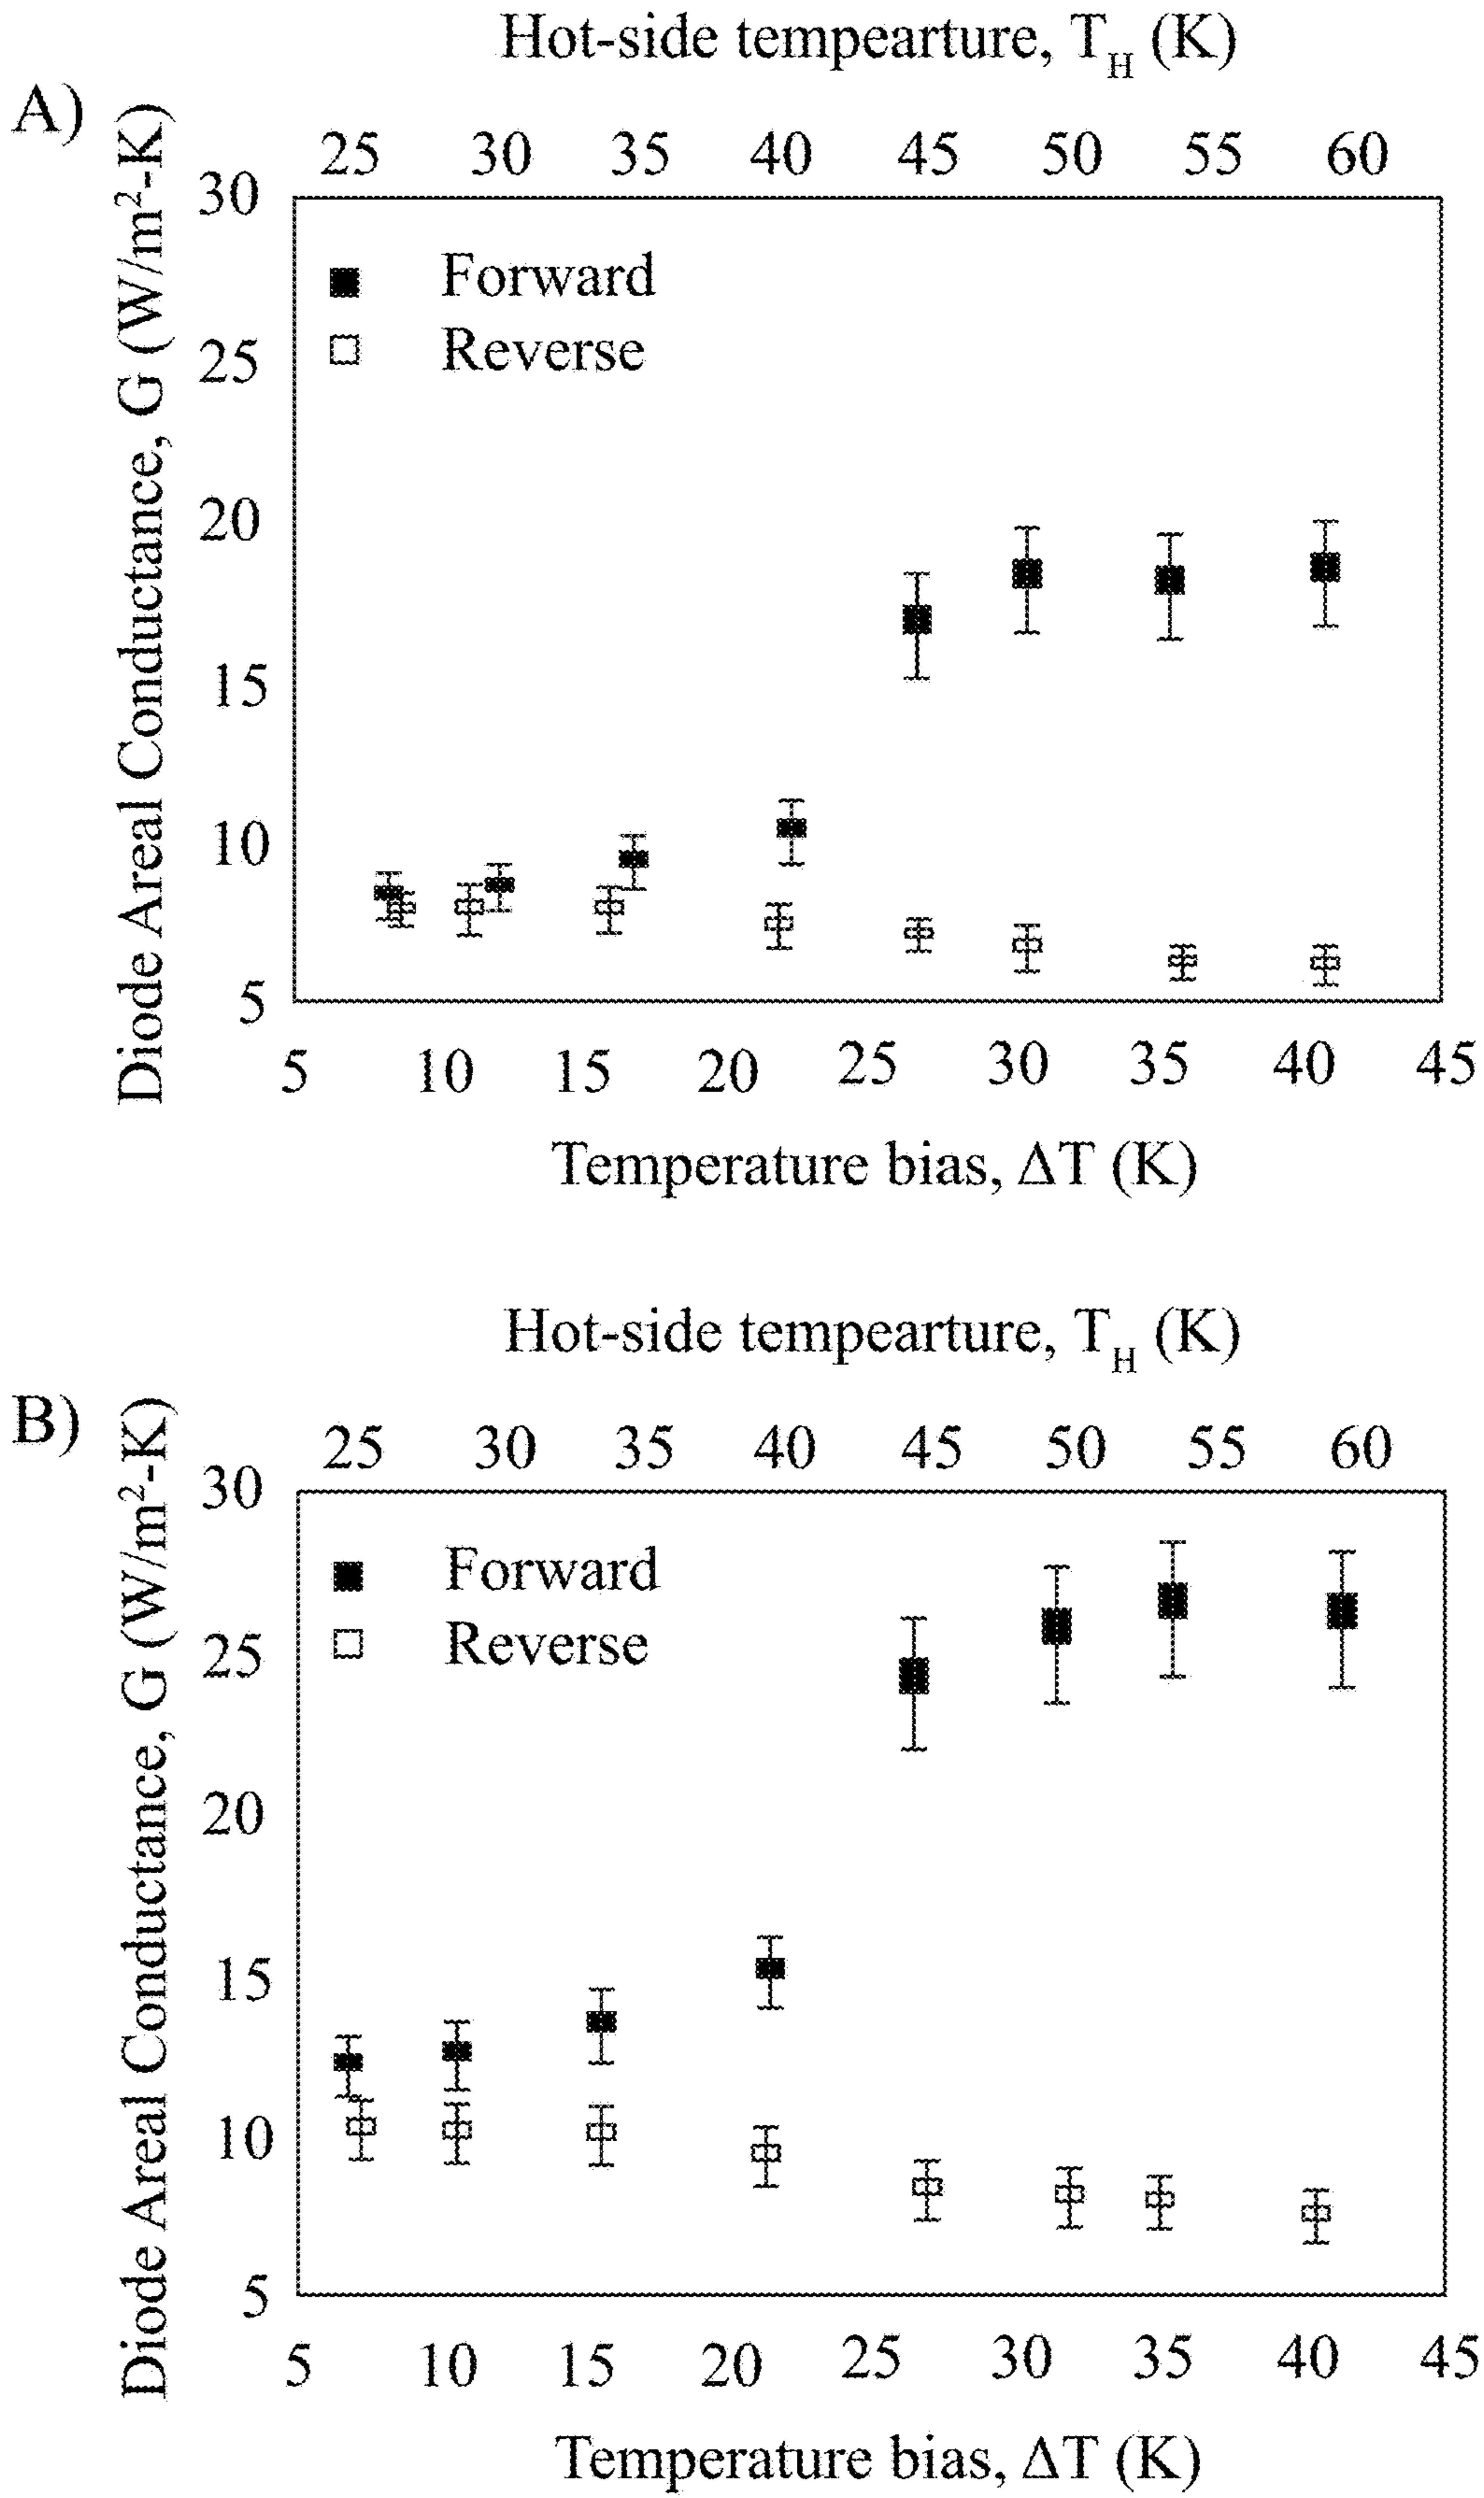 Hot-side tempearture, T_H (K)
A)
25 30 35 40 45 50 55 60
Diode Areal Conductance, G (W/m²-K)
30
25
20
15
10
5
Forward
Reverse
5 10 15 20 25 30 35 40 45
Temperature bias, ΔT (K)
Hot-side tempearture, T_H (K)
B)
25 30 35 40 45 50 55 60
Diode Areal Conductance, G (W/m²-K)
30
25
20
15
10
5
Forward
Reverse
5 10 15 20 25 30 35 40 45
Temperature bias, ΔT (K)